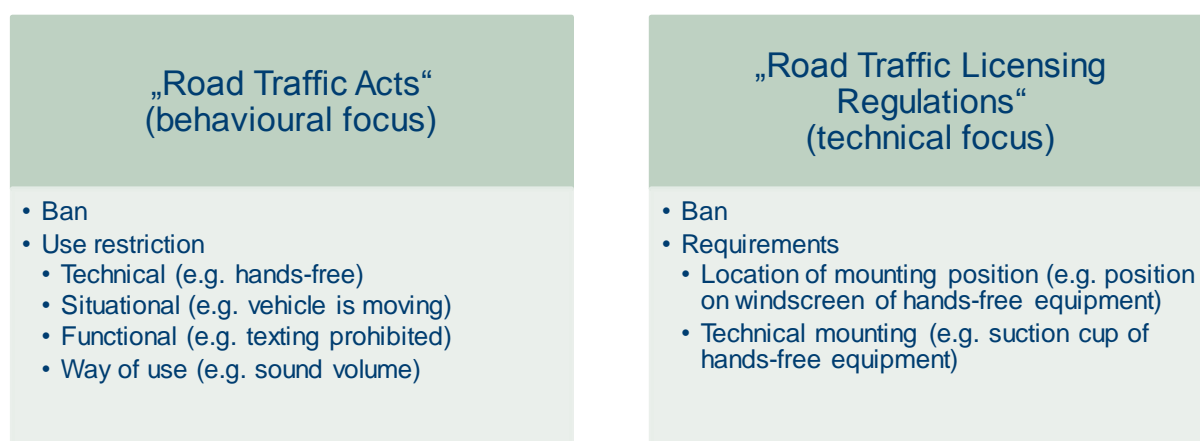 „Road Traffic Acts“
(behavioural focus)
• Ban
• Use restriction
• Technical (e.g. hands-free)
• Situational (e.g. vehicle is moving)
• Functional (e.g. texting prohibited)
• Way of use (e.g. sound volume)
„Road Traffic Licensing
Regulations“
(technical focus)
• Ban
• Requirements
• Location of mounting position (e.g. position
on windscreen of hands-free equipment)
• Technical mounting (e.g. suction cup of
hands-free equipment)